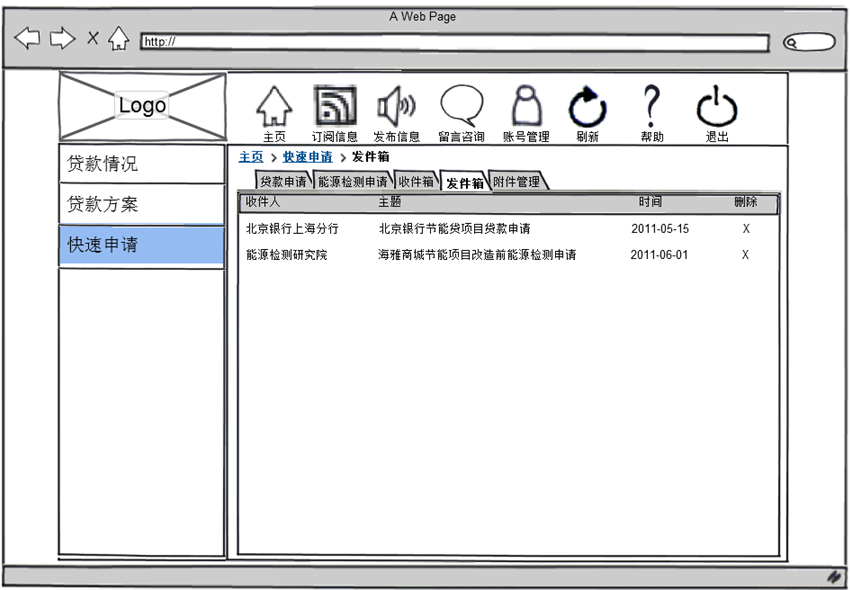 A Web Page
X
http://
Logo
主页 订阅信息 发布信息 留言咨询 账号管理 刷新 帮助 退出
贷款情况
贷款方案
快速申请
主页 > 快速申请 > 发件箱
贷款申请 能源检测申请 收件箱 发件箱 附件管理
收件人 主题 时间 删除
北京银行上海分行 北京银行节能贷项目贷款申请 2011-05-15 X
能源检测研究院 海雅商城节能项目改造前能源检测申请 2011-06-01 X